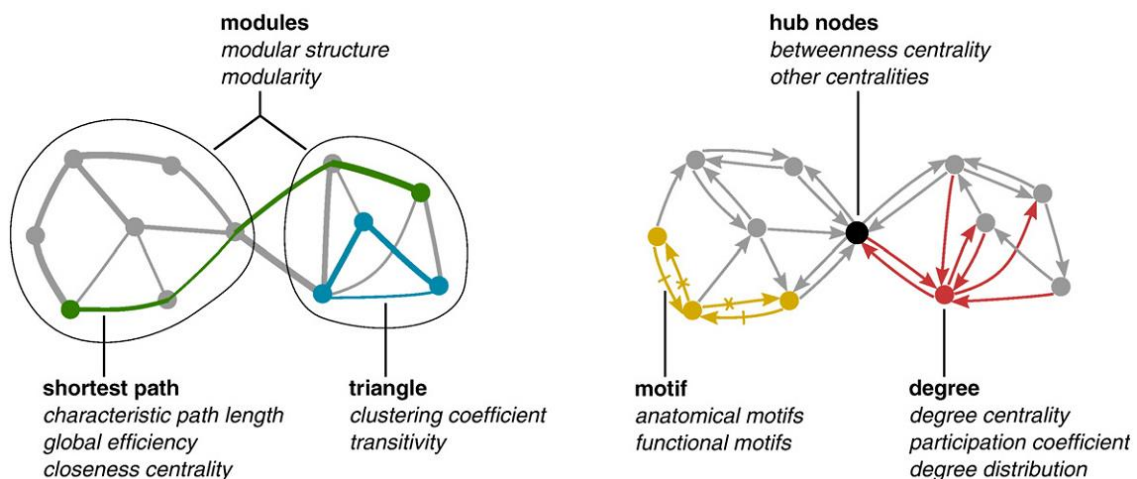 modules
modular structure
modularity
hub nodes
betweenness centrality
other centralities
shortest path
characteristic path length
global efficiency
closeness centrality
triangle
clustering coefficient
transitivity
motif
anatomical motifs
functional motifs
degree
degree centrality
participation coefficient
degree distribution